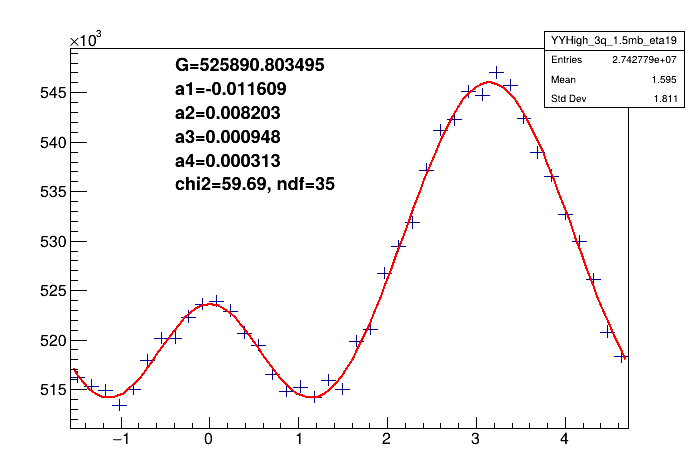 ×10³
YYHigh_3q_1.5mb_eta19
Entries 2.742779e+07
Mean 1.595
Std Dev 1.811
G=525890.803495
a1=-0.011609
a2=0.008203
a3=0.000948
a4=0.000313
chi2=59.69, ndf=35
545
540
535
530
525
520
515
−1 0 1 2 3 4